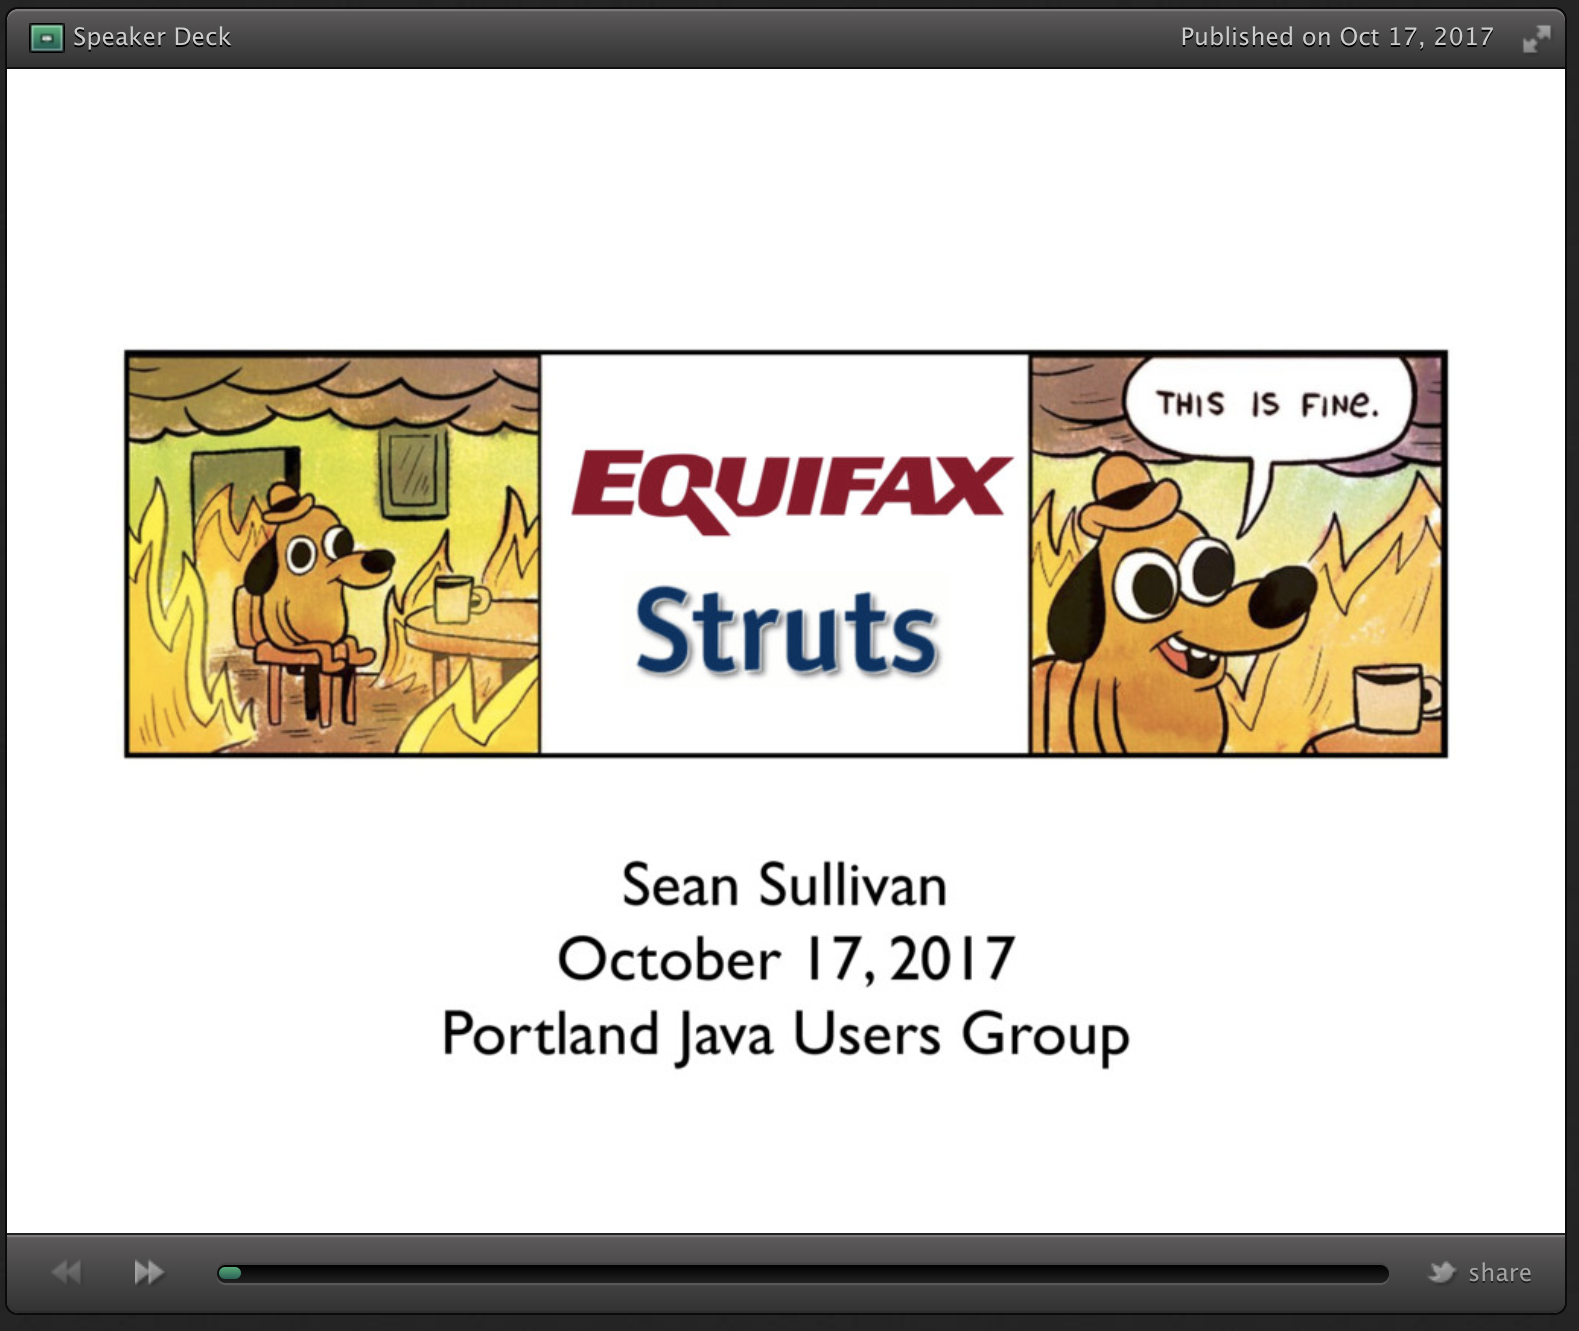 Speaker Deck
Published on Oct 17, 2017
THIS IS FINE.
EQUIFAX
Struts
Sean Sullivan
October 17, 2017
Portland Java Users Group
share